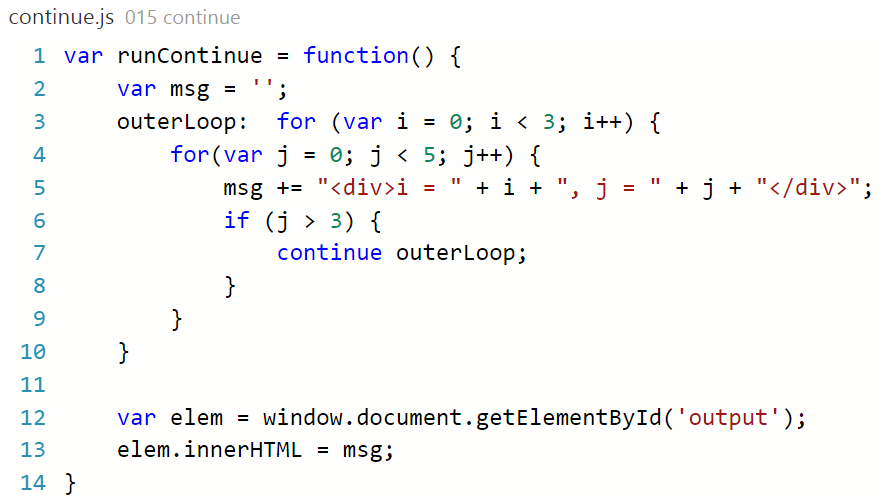 continue.js 015 continue
1 var runContinue = function() {
2     var msg = '';
3     outerLoop:  for (var i = 0; i < 3; i++) {
4         for(var j = 0; j < 5; j++) {
5             msg += "<div>i = " + i + ", j = " + j + "</div>";
6             if (j > 3) {
7                 continue outerLoop;
8             }
9         }
10     }
11
12     var elem = window.document.getElementById('output');
13     elem.innerHTML = msg;
14 }